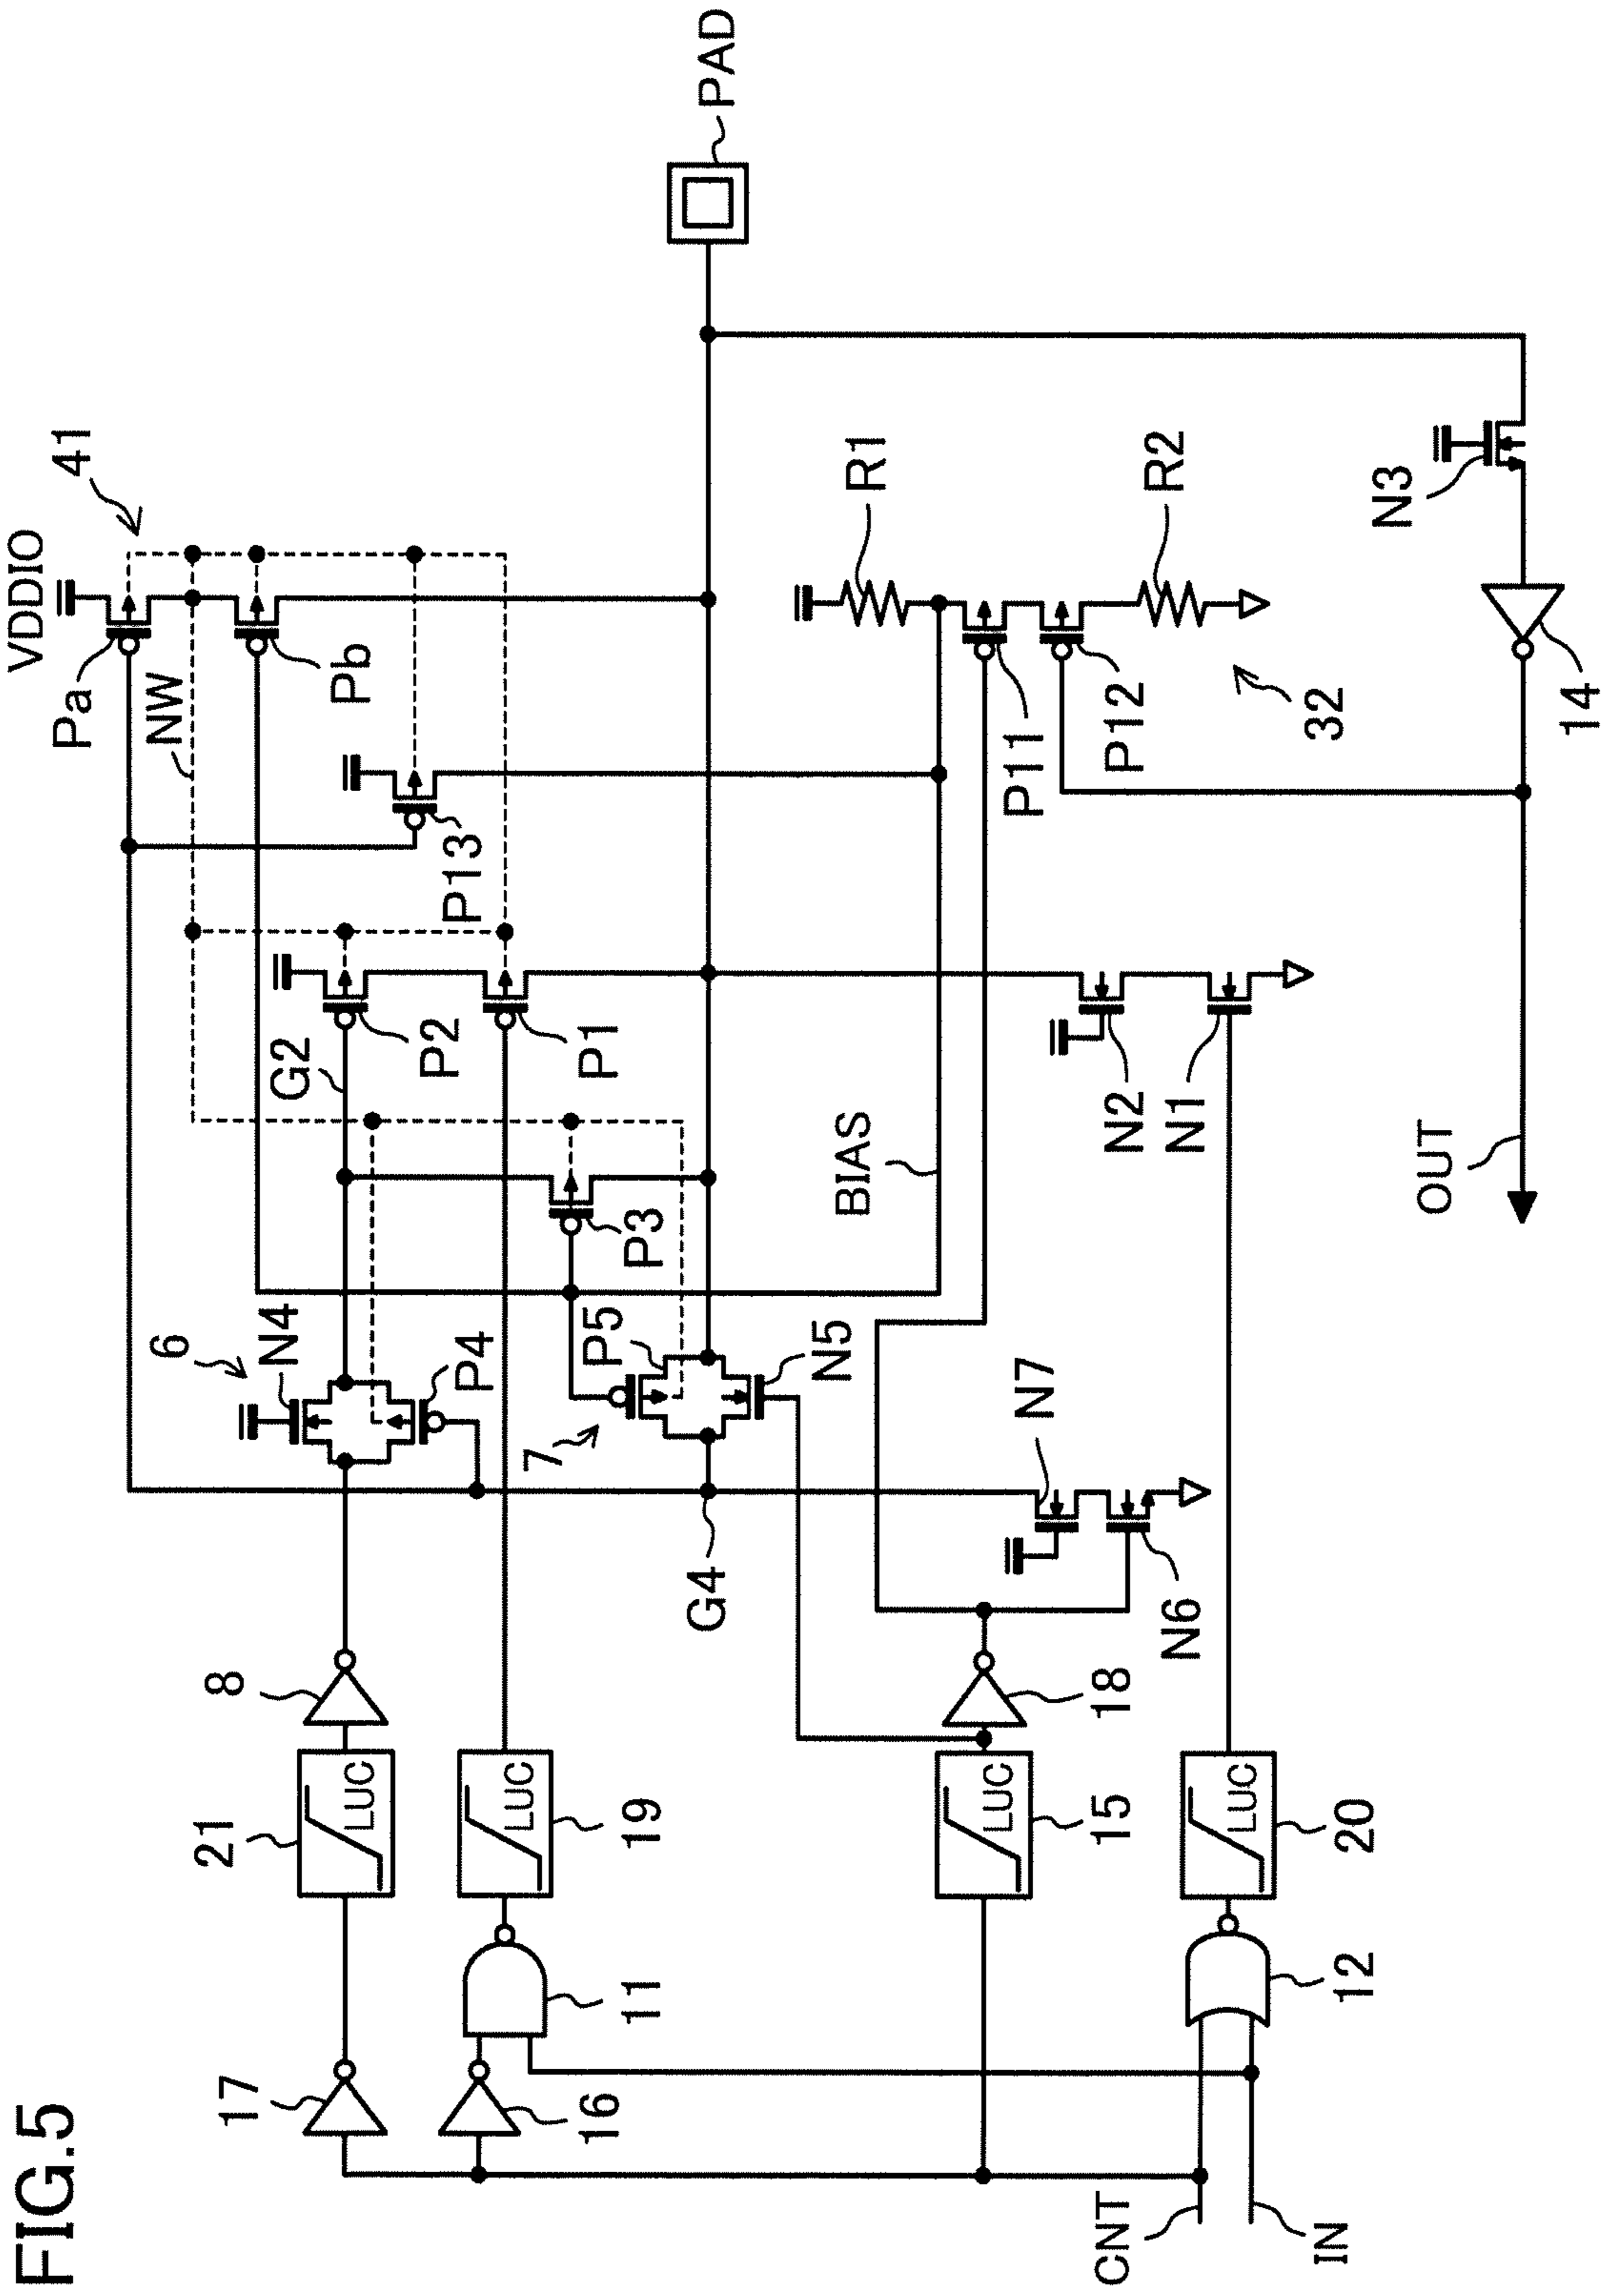 FIG.5
VDDIO
41
Pa
NW
Pb
P13
PAD
R1
R2
P11
P12
32
N3
14
G2
P2
P1
N2
N1
BIAS
OUT
6
N4
P4
P3
7
P5
N5
N7
N6
G4
8
18
21
LUC
19
LUC
15
LUC
20
LUC
11
12
17
16
CNT
IN